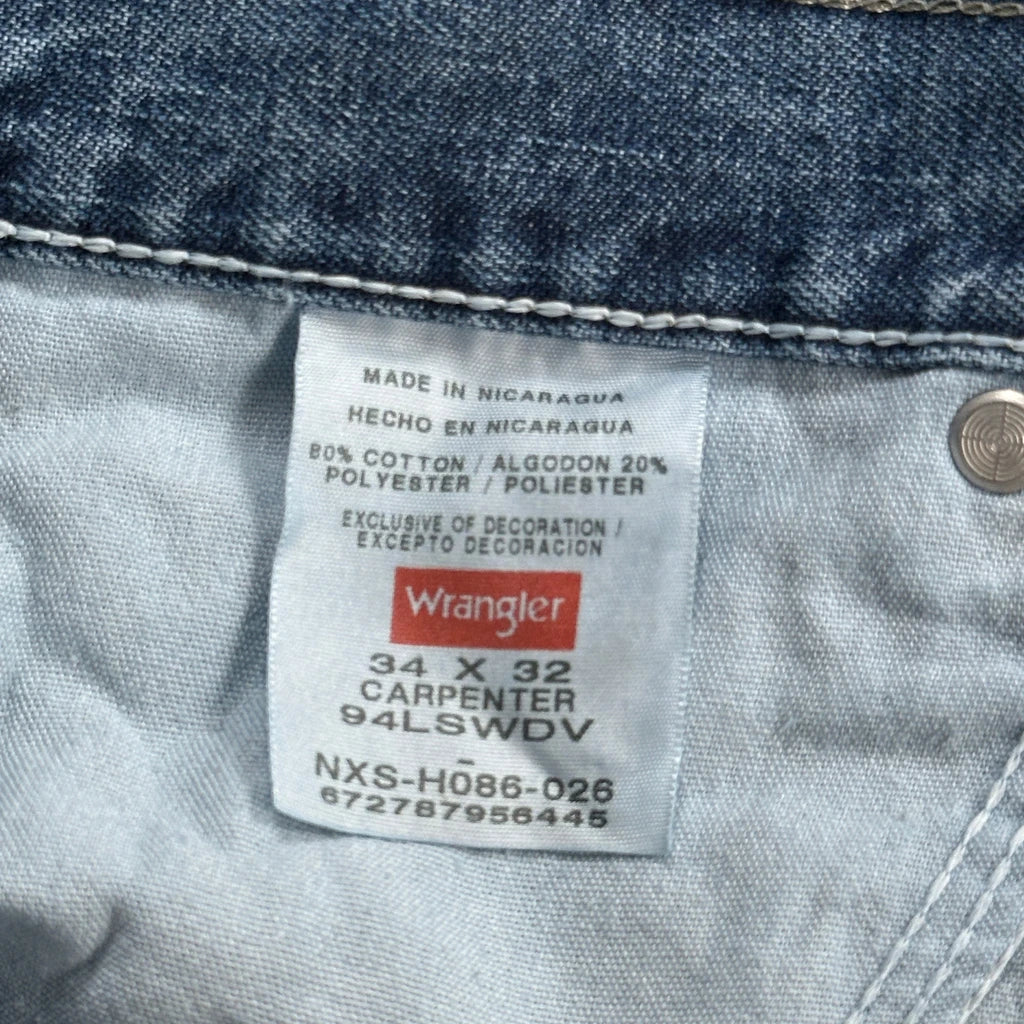 MADE IN NICARAGUA
HECHO EN NICARAGUA
80% COTTON / ALGODON 20%
POLYESTER / POLIESTER
EXCLUSIVE OF DECORATION /
EXCEPTO DECORACION
Wrangler
34 X 32
CARPENTER
94LSWDV
-
NXS-H086-026
672787956445